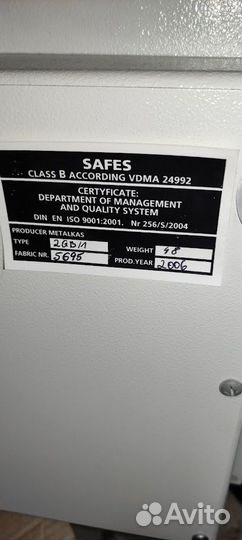 SAFES
CLASS B ACCORDING VDMA 24992
CERTYFICATE:
DEPARTMENT OF MANAGEMENT
AND QUALITY SYSTEM
DIN EN ISO 9001:2001. Nr 256/S/2004
PRODUCER METALKAS
TYPE 2GB/1 WEIGHT 48
FABRIC NR. 5695 PROD.YEAR 2006
Avito